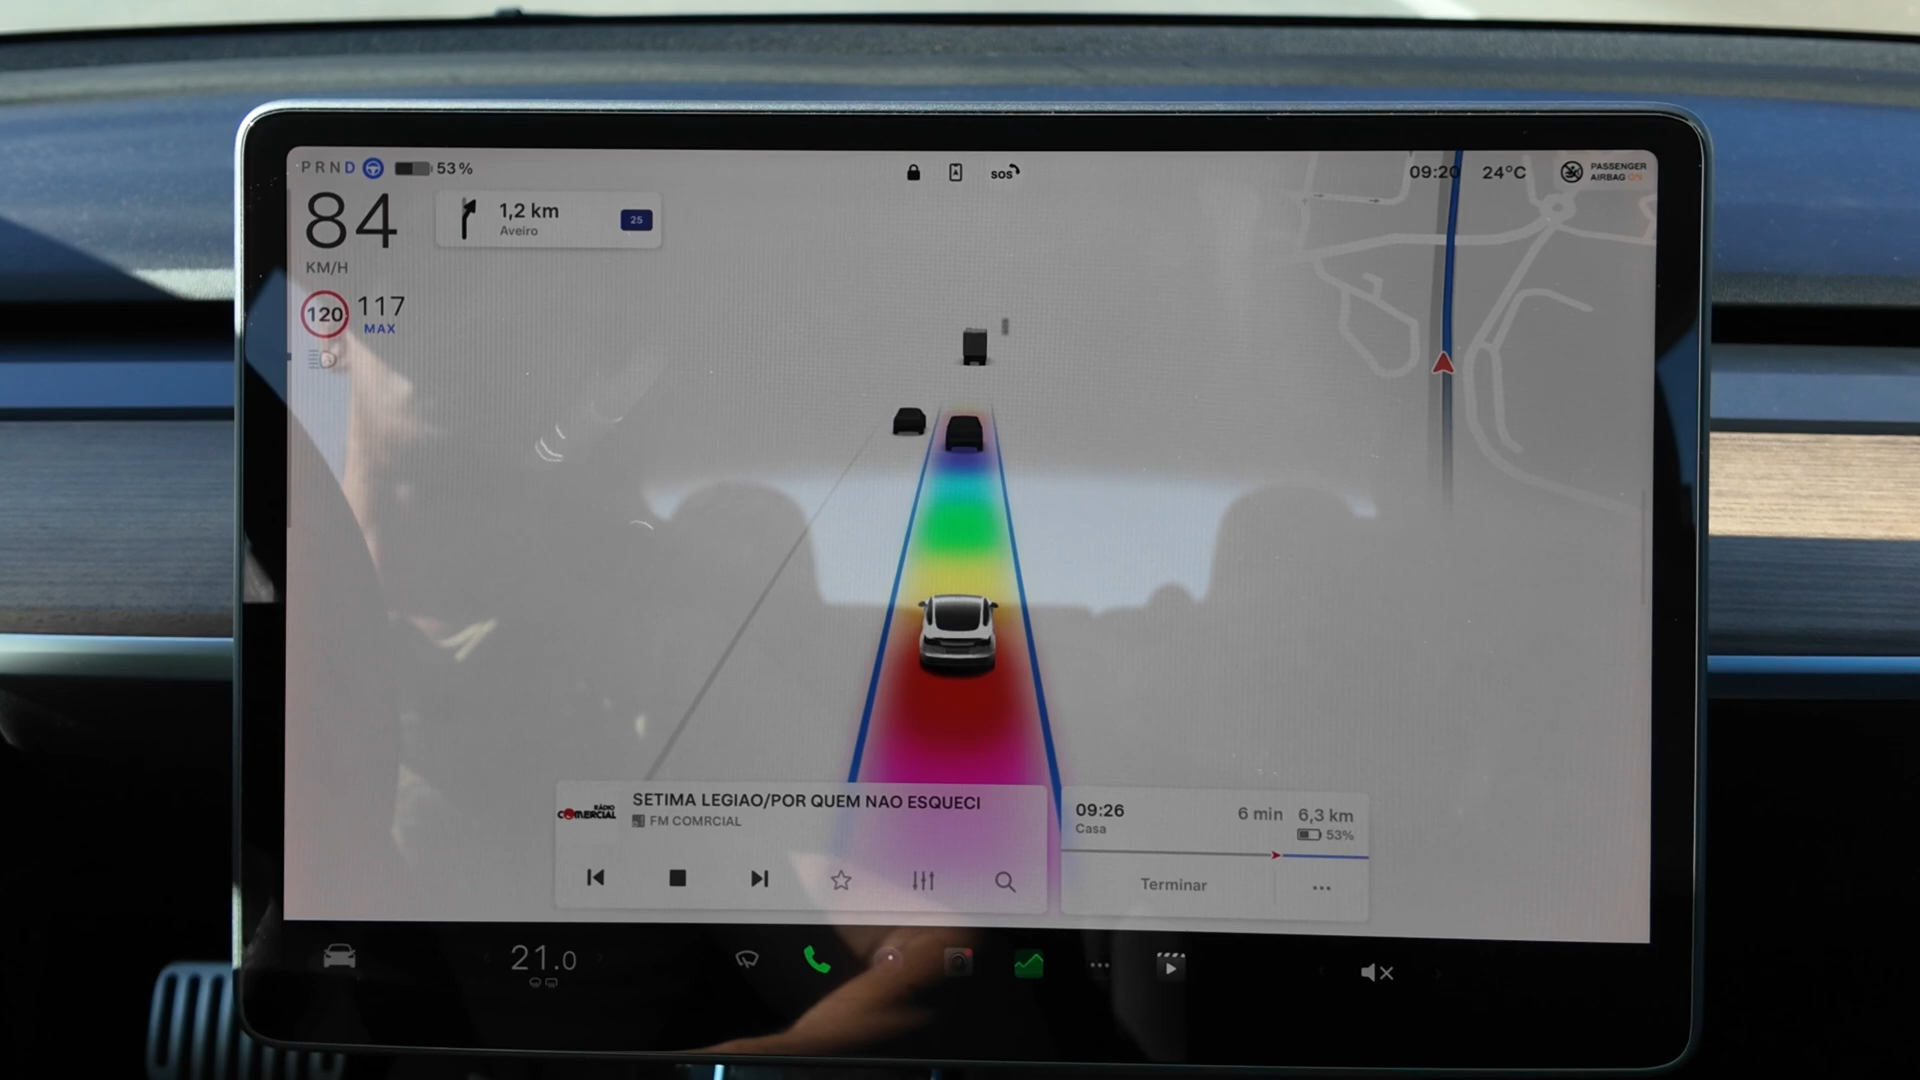 PRND 53 %
SOS
09:20 24°C PASSENGER
AIRBAG ON
84
KM/H
1,2 km
Aveiro
25
120 117
MAX
RÁDIO
COMERCIAL
SETIMA LEGIAO/POR QUEM NAO ESQUECI
FM COMRCIAL
09:26 6 min 6,3 km
Casa 53%
Terminar
21.0